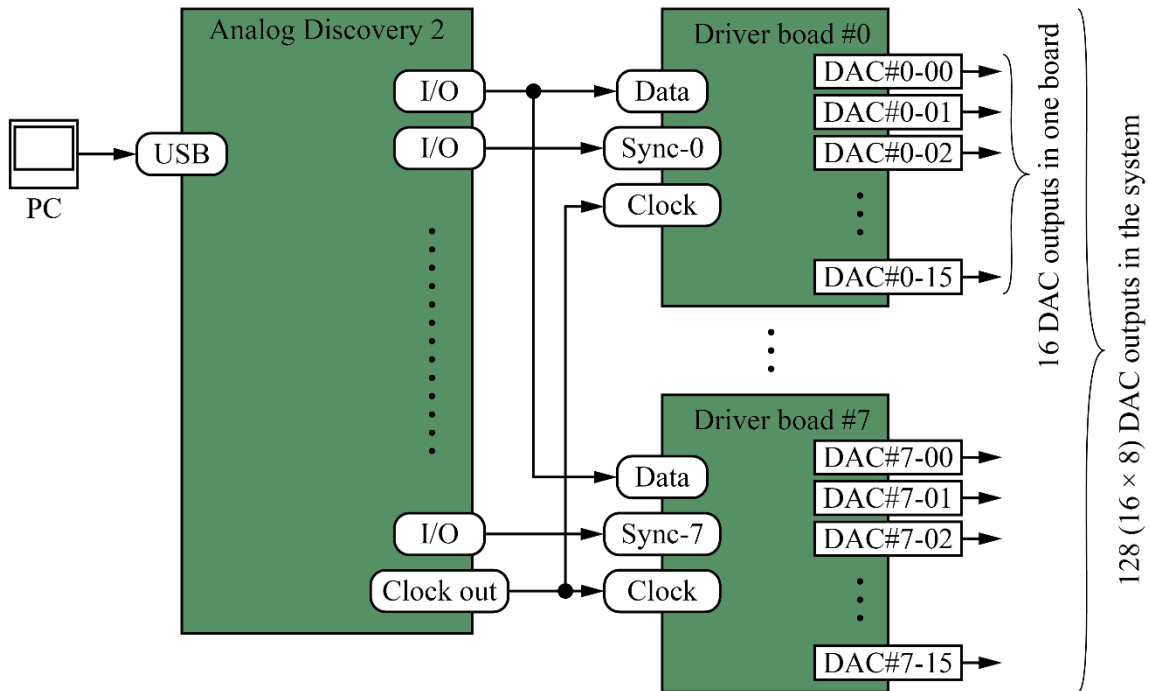 Analog Discovery 2
I/O
I/O
USB
PC
I/O
Clock out
Driver boad #0
Data
Sync-0
Clock
DAC#0-00
DAC#0-01
DAC#0-02
DAC#0-15
Driver boad #7
Data
Sync-7
Clock
DAC#7-00
DAC#7-01
DAC#7-02
DAC#7-15
16 DAC outputs in one board
128 (16 × 8) DAC outputs in the system